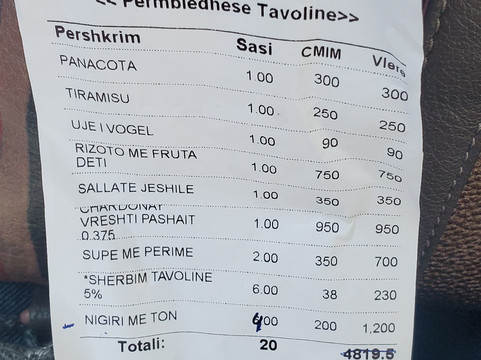 << Permbledhese Tavoline>>
Pershkrim Sasi CMIM Vlers
PANACOTA 1.00 300 300
TIRAMISU 1.00 250 250
UJE I VOGEL 1.00 90 90
RIZOTO ME FRUTA
DETI 1.00 750 750
SALLATE JESHILE 1.00 350 350
CHARDONAY
VRESHTI PASHAIT 1.00 950 950
0.375
SUPE ME PERIME 2.00 350 700
*SHERBIM TAVOLINE
5% 6.00 38 230
NIGIRI ME TON 200 1,200
Totali: 20 4819.5